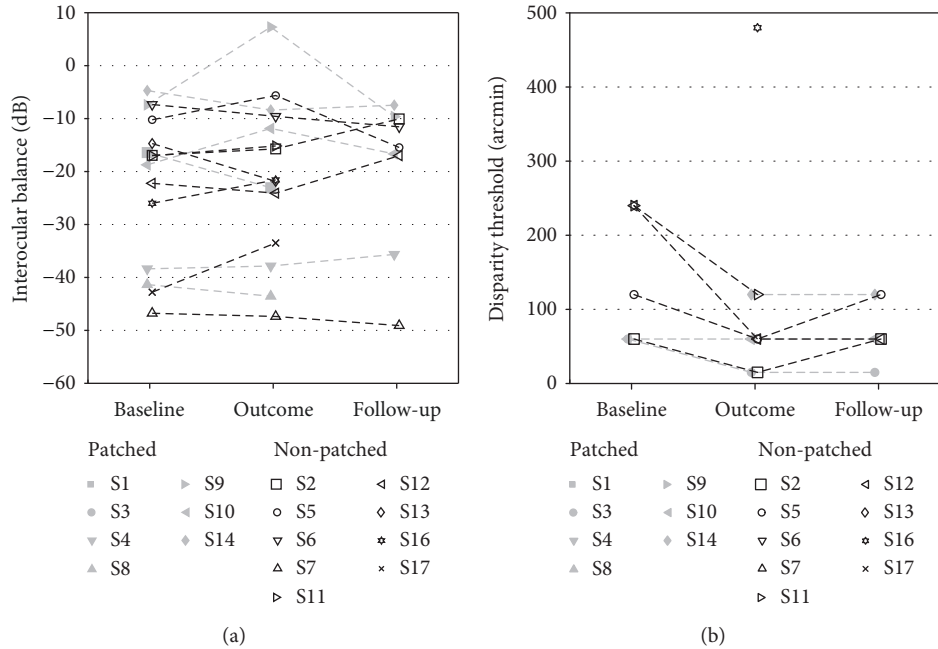 10
0
−10
−20
−30
−40
−50
−60
Interocular balance (dB)
Baseline Outcome Follow-up
Patched Non-patched
S1 S9 S2 S12
S3 S10 S5 S13
S4 S14 S6 S16
S8 S7 S17
S11
(a)
500
400
300
200
100
0
Disparity threshold (arcmin)
Baseline Outcome Follow-up
Patched Non-patched
S1 S9 S2 S12
S3 S10 S5 S13
S4 S14 S6 S16
S8 S7 S17
S11
(b)